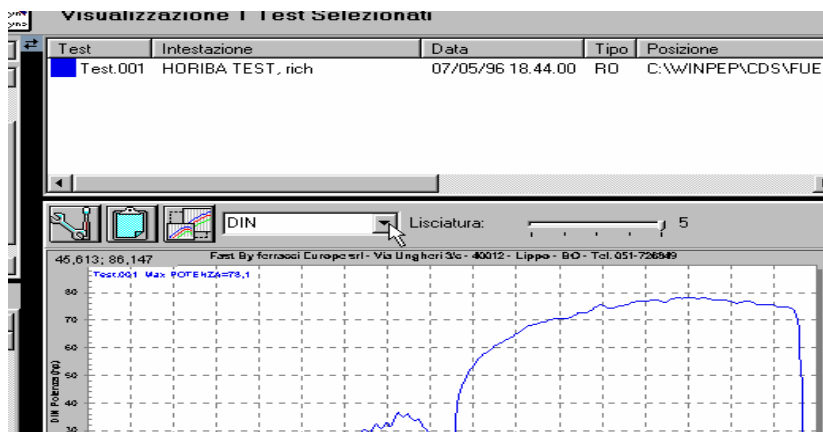 Visualizzazione I Test Selezionati
Test Intestazione Data Tipo Posizione
Test.001 HORIBA TEST, rich 07/05/96 18.44.00 RO C:\WINPEP\CDS\FUE
DIN Lisciatura: 5
45,613; 86,147 Fast By ferracci Europe srl - Via Ungheri 3/c - 40012 - Lippo - BO - Tel. 051-726849
Test.001 Max POTENZA=78,1
80
70
60
50
40
30
DIN Potenza (hp)